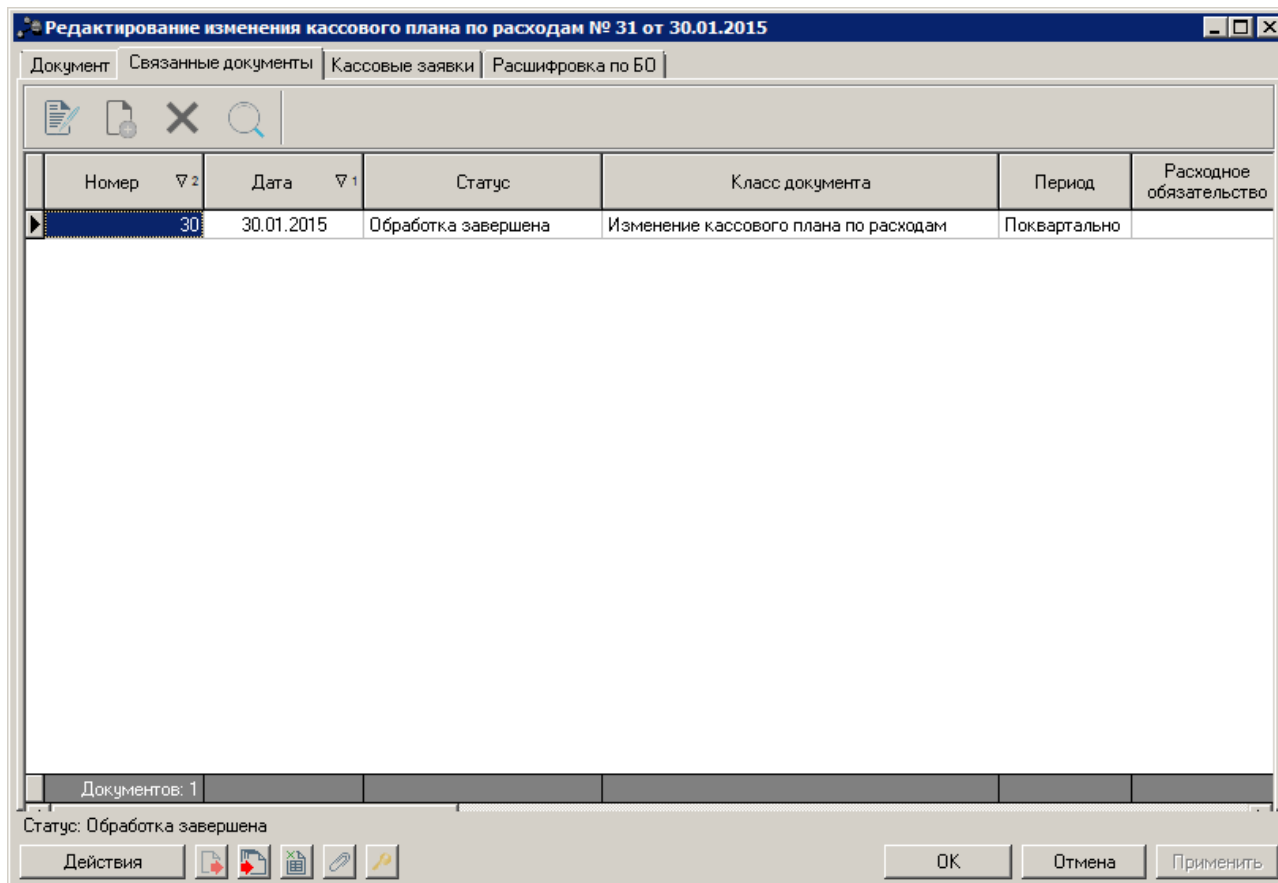 Редактирование изменения кассового плана по расходам № 31 от 30.01.2015
Документ Связанные документы Кассовые заявки Расшифровка по БО
Номер 2 Дата 1 Статус Класс документа Период Расходное обязательство
30 30.01.2015 Обработка завершена Изменение кассового плана по расходам Поквартально
Документов: 1
Статус: Обработка завершена
Действия OK Отмена Применить